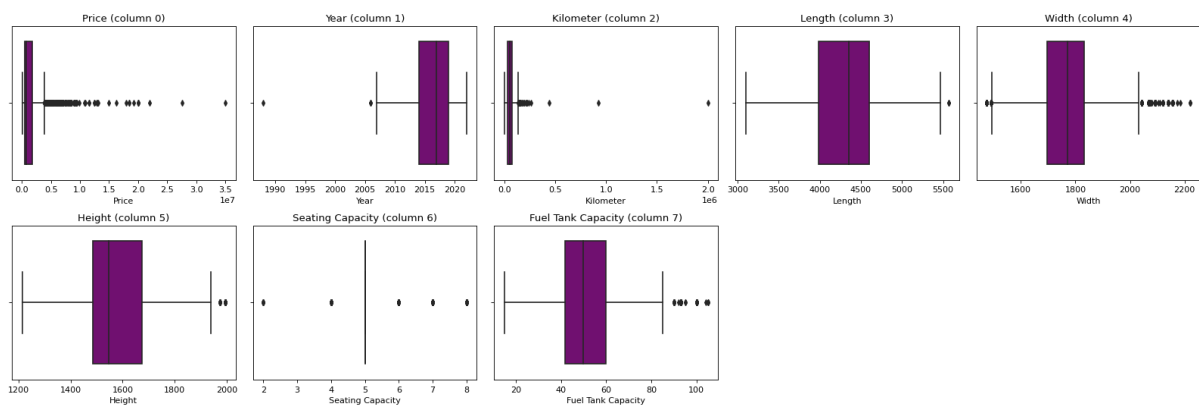 Price (column 0)
0.0 0.5 1.0 1.5 2.0 2.5 3.0 3.5
1e7
Price
Year (column 1)
1990 1995 2000 2005 2010 2015 2020
Year
Kilometer (column 2)
0.0 0.5 1.0 1.5 2.0
1e6
Kilometer
Length (column 3)
3000 3500 4000 4500 5000 5500
Length
Width (column 4)
1600 1800 2000 2200
Width
Height (column 5)
1200 1400 1600 1800 2000
Height
Seating Capacity (column 6)
2 3 4 5 6 7 8
Seating Capacity
Fuel Tank Capacity (column 7)
20 40 60 80 100
Fuel Tank Capacity